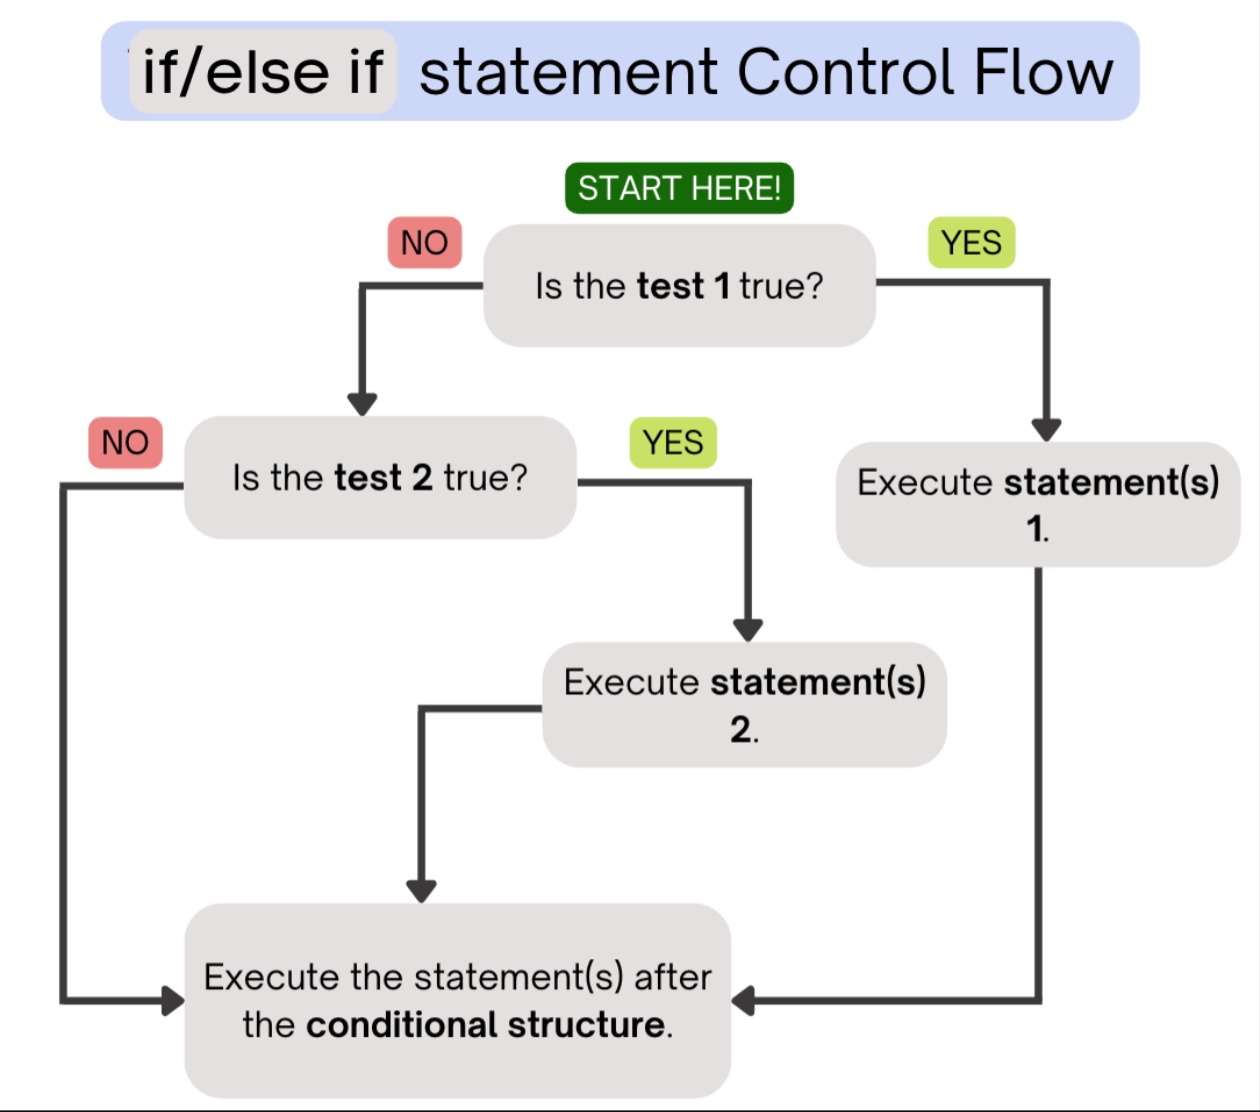 if/else if statement Control Flow
START HERE!
NO
YES
Is the test 1 true?
NO
YES
Is the test 2 true?
Execute statement(s)
1.
Execute statement(s)
2.
Execute the statement(s) after
the conditional structure.